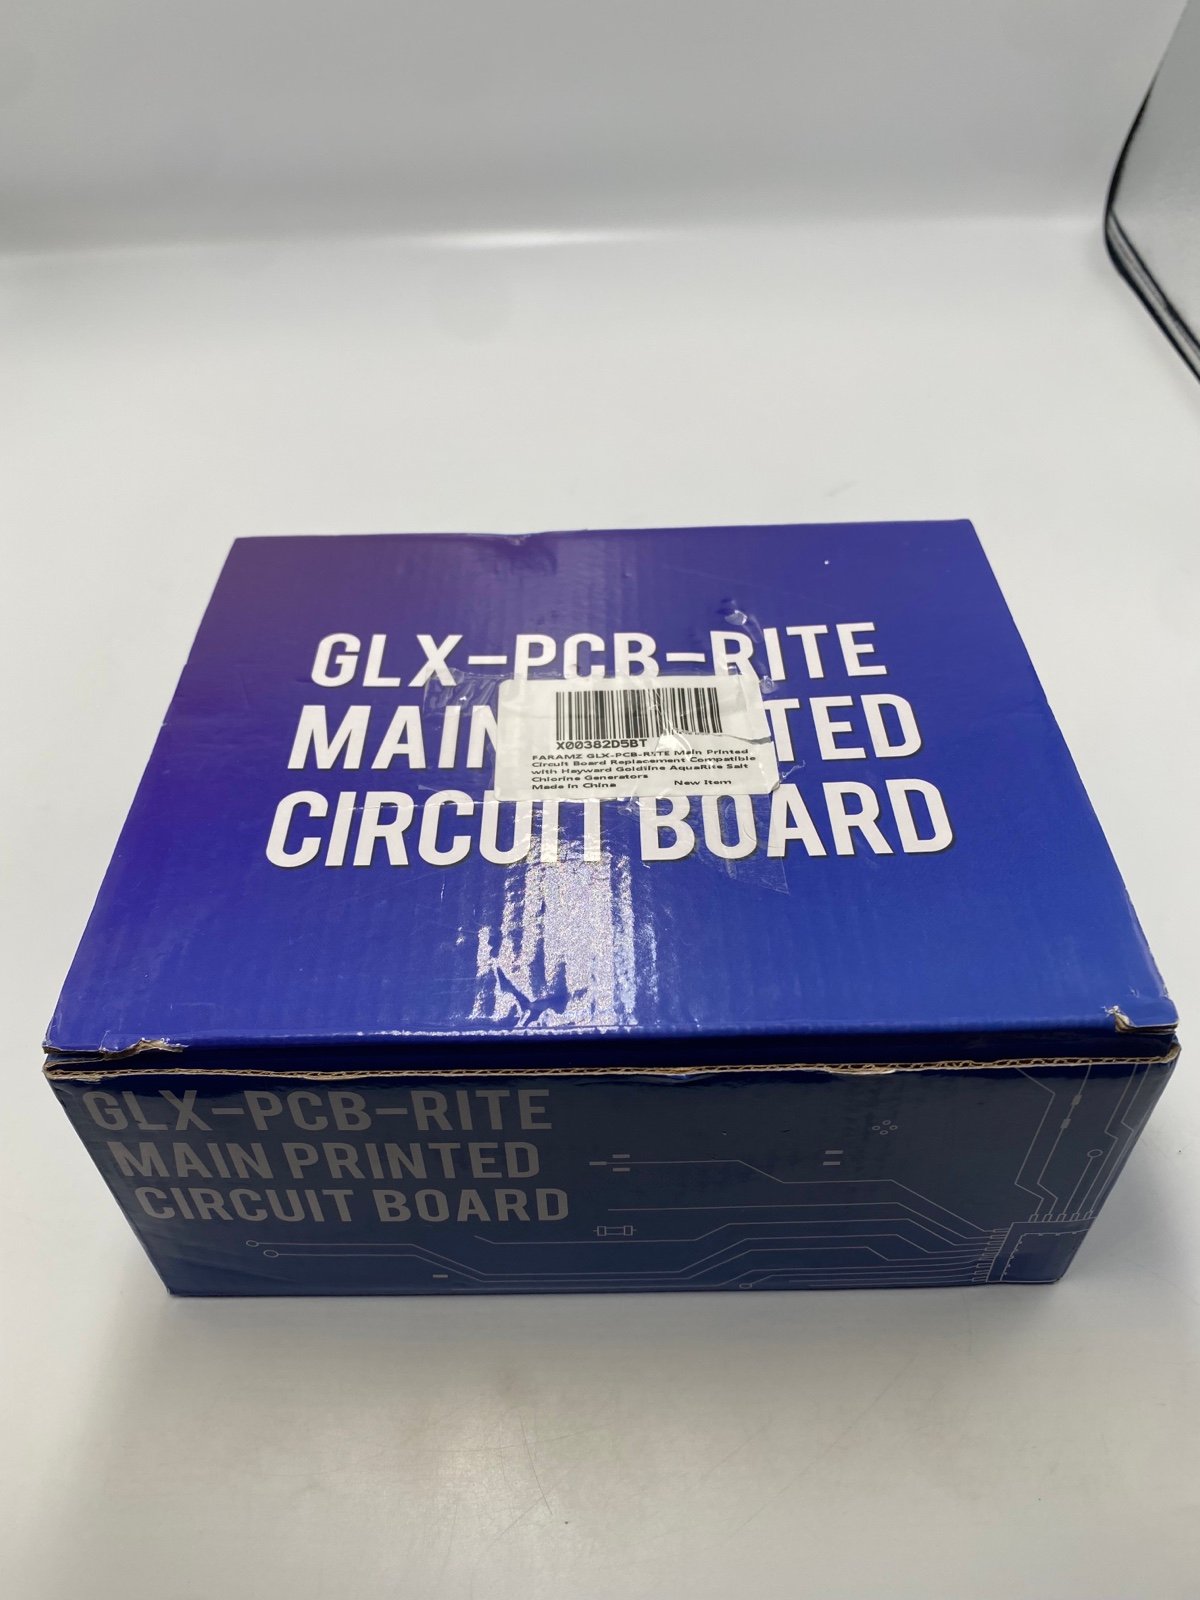 GLX-PCB-RITE
MAIN TED
CIRCUIT BOARD
X00382D5BT
FARAMZ GLX-PCB-RITE Main Printed
Circuit Board Replacement Compatible
with Hayward Goldline AquaRite Salt
Chlorine Generators
Made in China New Item
GLX-PCB-RITE
MAIN PRINTED
CIRCUIT BOARD